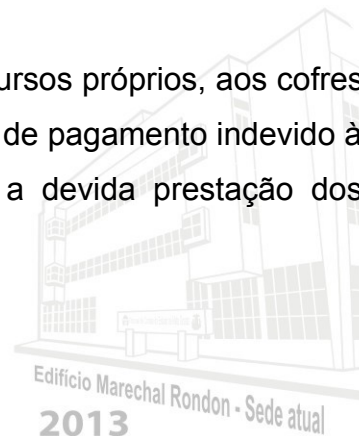 ursos próprios, aos cofres
de pagamento indevido à
a devida prestação dos
Edifício Marechal Rondon - Sede atual
2013